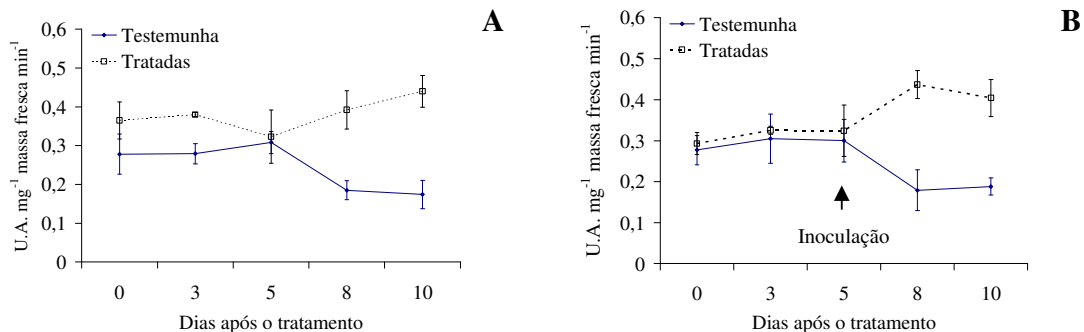 A
U.A. mg-1 massa fresca min-1
0,6
0,5
0,4
0,3
0,2
0,1
0
Testemunha
Tratadas
0 3 5 8 10
Dias após o tratamento
B
U.A. mg-1 massa fresca min-1
0,6
0,5
0,4
0,3
0,2
0,1
0
Testemunha
Tratadas
Inoculação
0 3 5 8 10
Dias após o tratamento